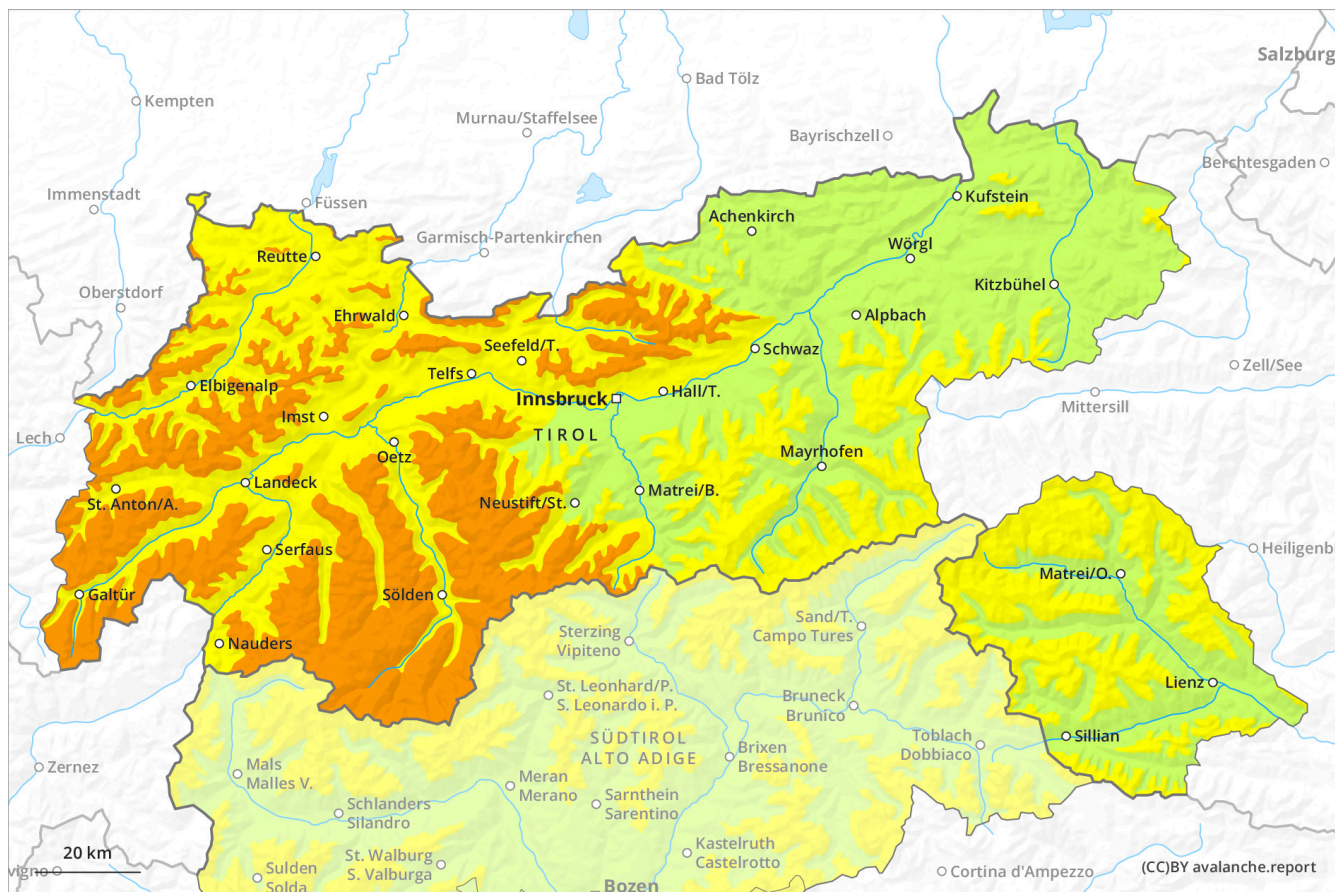 Salzburg
Bad Tölz
Kempten
Murnau/Staffelsee
Bayrischzell
Berchtesgaden
Immenstadt
Füssen
Kufstein
Achenkirch
Garmisch-Partenkirchen
Wörgl
Reutte
Oberstdorf
Kitzbühel
Ehrwald
Alpbach
Seefeld/T.
Schwaz
Zell/See
Telfs
Elbigenalp
Hall/T.
Innsbruck
Mittersill
Imst
Lech
TIROL
Oetz
Mayrhofen
Landeck
St. Anton/A.
Neustift/St.
Matrei/B.
Serfaus
Heiligenb
Matrei/O.
Galtür
Sölden
Sand/T.
Campo Tures
Sterzing
Vipiteno
Nauders
Lienz
St. Leonhard/P.
S. Leonardo i. P.
Bruneck
Brunico
SÜDTIROL
ALTO ADIGE
Toblach
Dobbiaco
Sillian
Brixen
Bressanone
Zernez
Mals
Malles V.
Meran
Merano
Sarnthein
Sarentino
Schlanders
Silandro
20 km
St. Walburg
S. Valburga
Kastelruth
Castelrotto
vigno
Sulden
Solda
Cortina d'Ampezzo
(CC)BY avalanche.report
Bozen